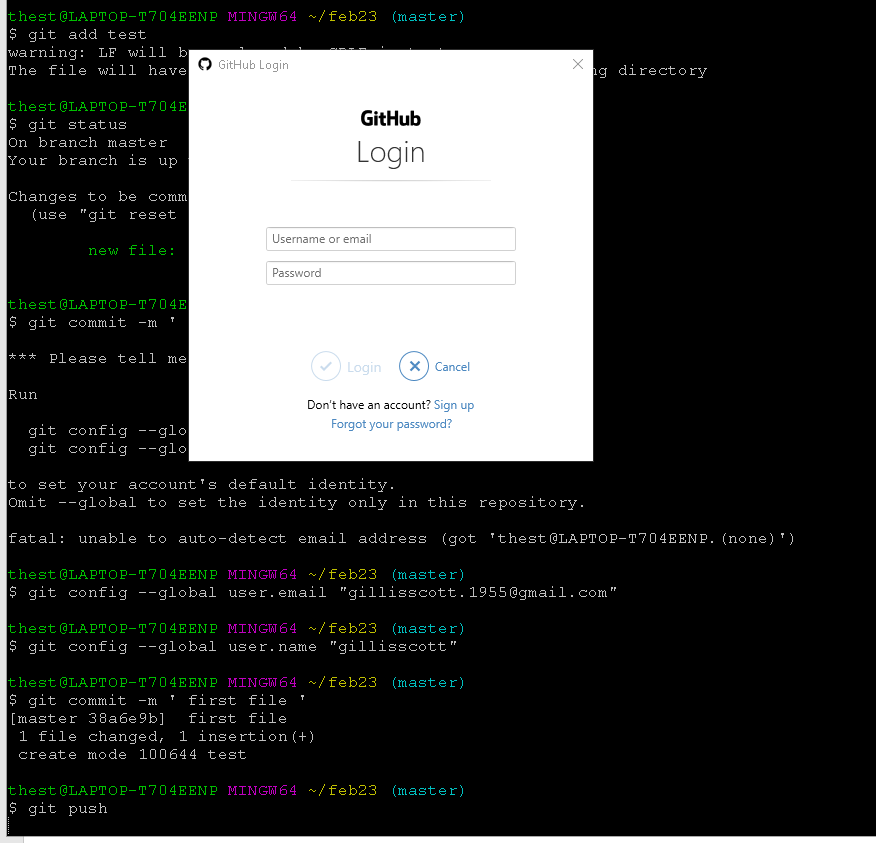 thest@LAPTOP-T704EENP MINGW64 ~/feb23 (master)
$ git add test
warning: LF will b
The file will have
ng directory
GitHub Login
GitHub
Login
Username or email
Password
Login
Cancel
Don't have an account? Sign up
Forgot your password?
thest@LAPTOP-T704E
$ git status
On branch master
Your branch is up
Changes to be comm
(use "git reset
new file:
thest@LAPTOP-T704E
$ git commit -m '
*** Please tell me
Run
git config --glo
git config --glo
to set your account's default identity.
Omit --global to set the identity only in this repository.
fatal: unable to auto-detect email address (got 'thest@LAPTOP-T704EENP.(none)')
thest@LAPTOP-T704EENP MINGW64 ~/feb23 (master)
$ git config --global user.email "gillisscott.1955@gmail.com"
thest@LAPTOP-T704EENP MINGW64 ~/feb23 (master)
$ git config --global user.name "gillisscott"
thest@LAPTOP-T704EENP MINGW64 ~/feb23 (master)
$ git commit -m ' first file '
[master 38a6e9b]  first file
1 file changed, 1 insertion(+)
create mode 100644 test
thest@LAPTOP-T704EENP MINGW64 ~/feb23 (master)
$ git push